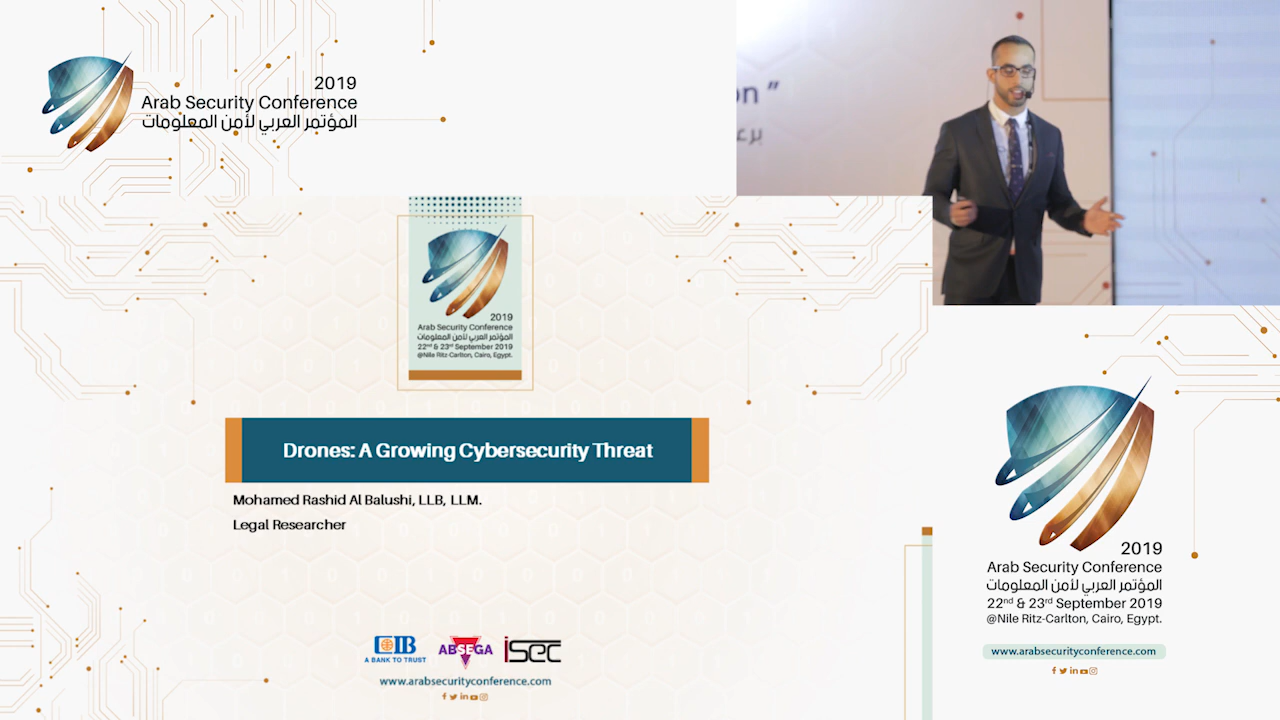 2019
Arab Security Conference
المؤتمر العربي لأمن المعلومات
on "
برعـ
2019
Arab Security Conference
المؤتمر العربي لأمن المعلومات
22nd & 23rd September 2019
@Nile Ritz Carlton, Cairo, Egypt.
Drones: A Growing Cybersecurity Threat
Mohamed Rashid Al Balushi, LLB, LLM.
Legal Researcher
CIB
A BANK TO TRUST
ABSEGA
iSEC
www.arabsecurityconference.com
2019
Arab Security Conference
المؤتمر العربي لأمن المعلومات
22nd & 23rd September 2019
@Nile Ritz-Carlton, Cairo, Egypt.
www.arabsecurityconference.com